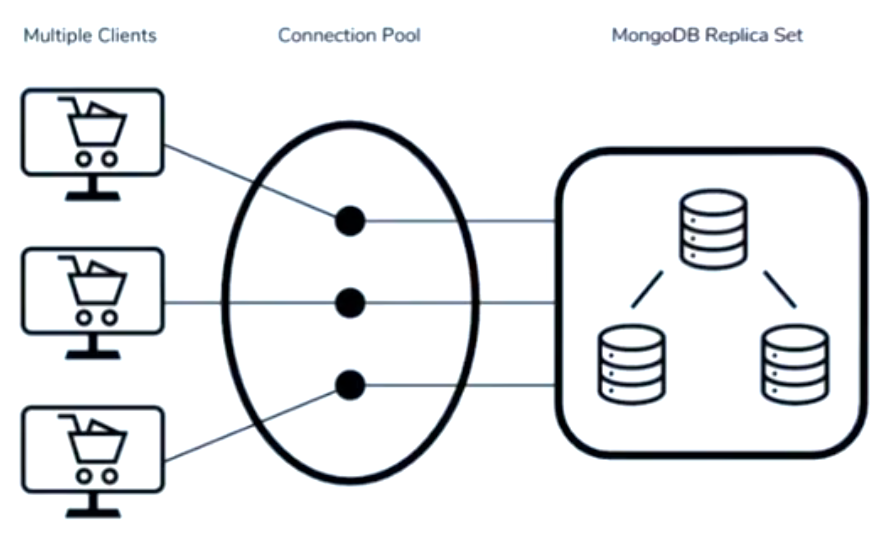 Multiple Clients
Connection Pool
MongoDB Replica Set